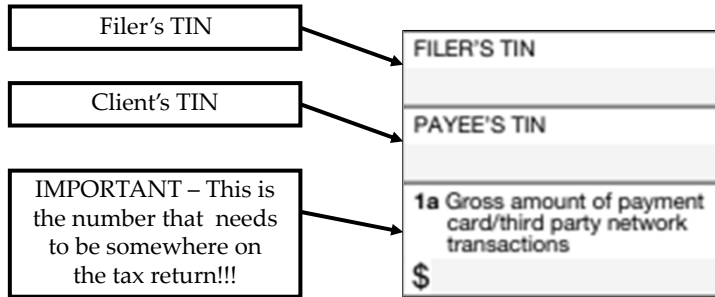 Filer's TIN
Client's TIN
IMPORTANT – This is
the number that needs
to be somewhere on
the tax return!!!
FILER'S TIN
PAYEE'S TIN
1a Gross amount of payment
card/third party network
transactions
$